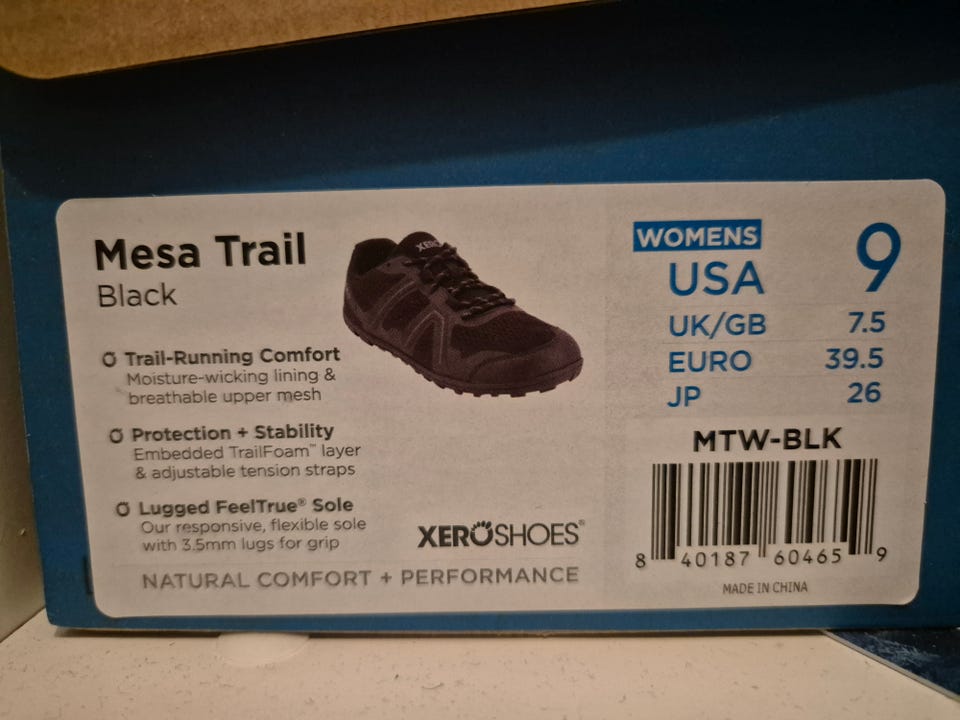 Mesa Trail
Black
Trail-Running Comfort
Moisture-wicking lining &
breathable upper mesh
Protection + Stability
Embedded TrailFoam™ layer
& adjustable tension straps
Lugged FeelTrue® Sole
Our responsive, flexible sole
with 3.5mm lugs for grip
XEROSHOES®
NATURAL COMFORT + PERFORMANCE
XERO
WOMENS
USA 9
UK/GB 7.5
EURO 39.5
JP 26
MTW-BLK
8 40187 60465 9
MADE IN CHINA